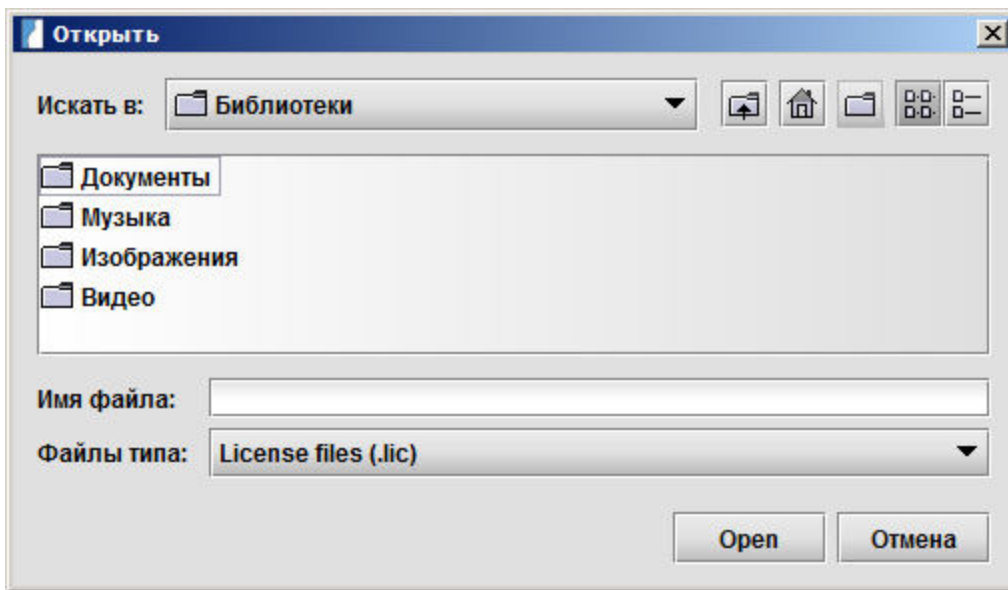 Открыть
Искать в: Библиотеки
Документы
Музыка
Изображения
Видео
Имя файла:
Файлы типа: License files (.lic)
Open Отмена